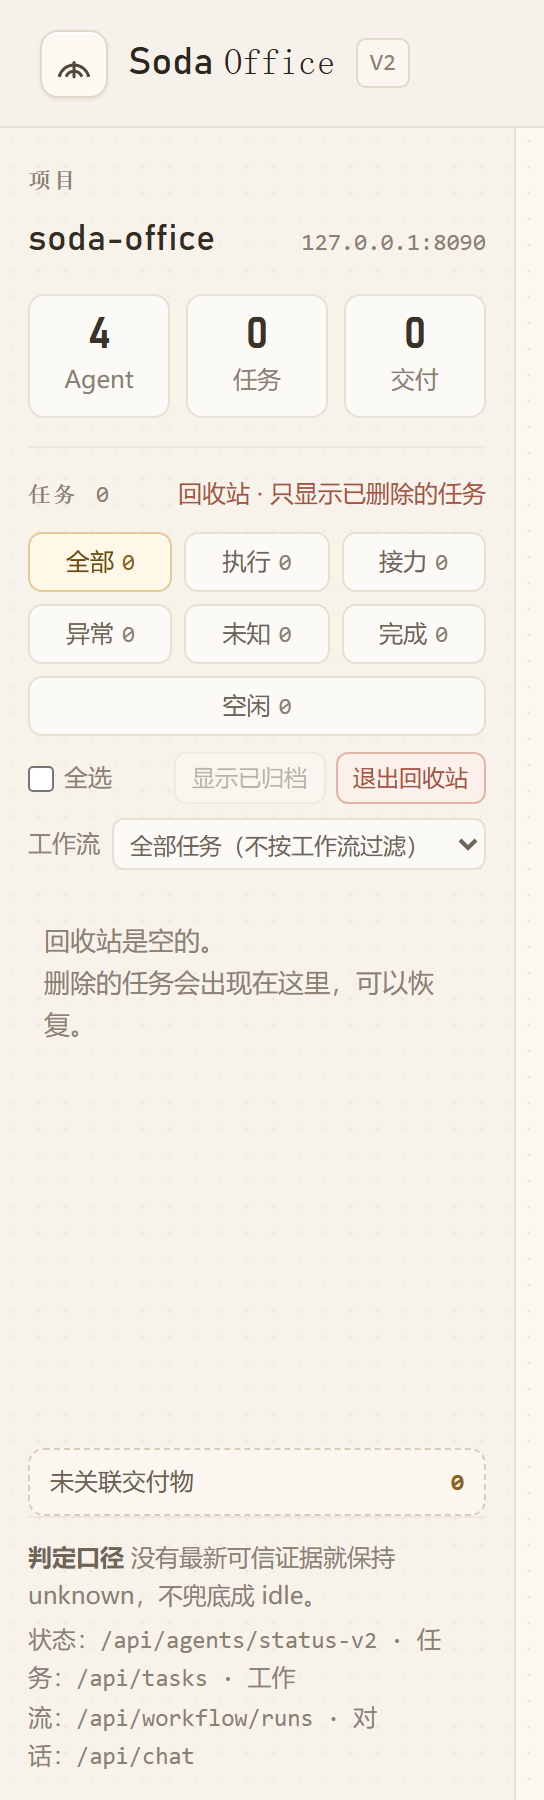 Soda Office V2
项目
soda-office 127.0.0.1:8090
4 0 0
Agent 任务 交付
任务 0 回收站 · 只显示已删除的任务
全部 0 执行 0 接力 0
异常 0 未知 0 完成 0
空闲 0
全选 显示已归档 退出回收站
工作流 全部任务（不按工作流过滤）
回收站是空的。
删除的任务会出现在这里，可以恢
复。
未关联交付物 0
判定口径 没有最新可信证据就保持
unknown，不兜底成 idle。
状态：/api/agents/status-v2 · 任
务：/api/tasks · 工作
流：/api/workflow/runs · 对
话：/api/chat